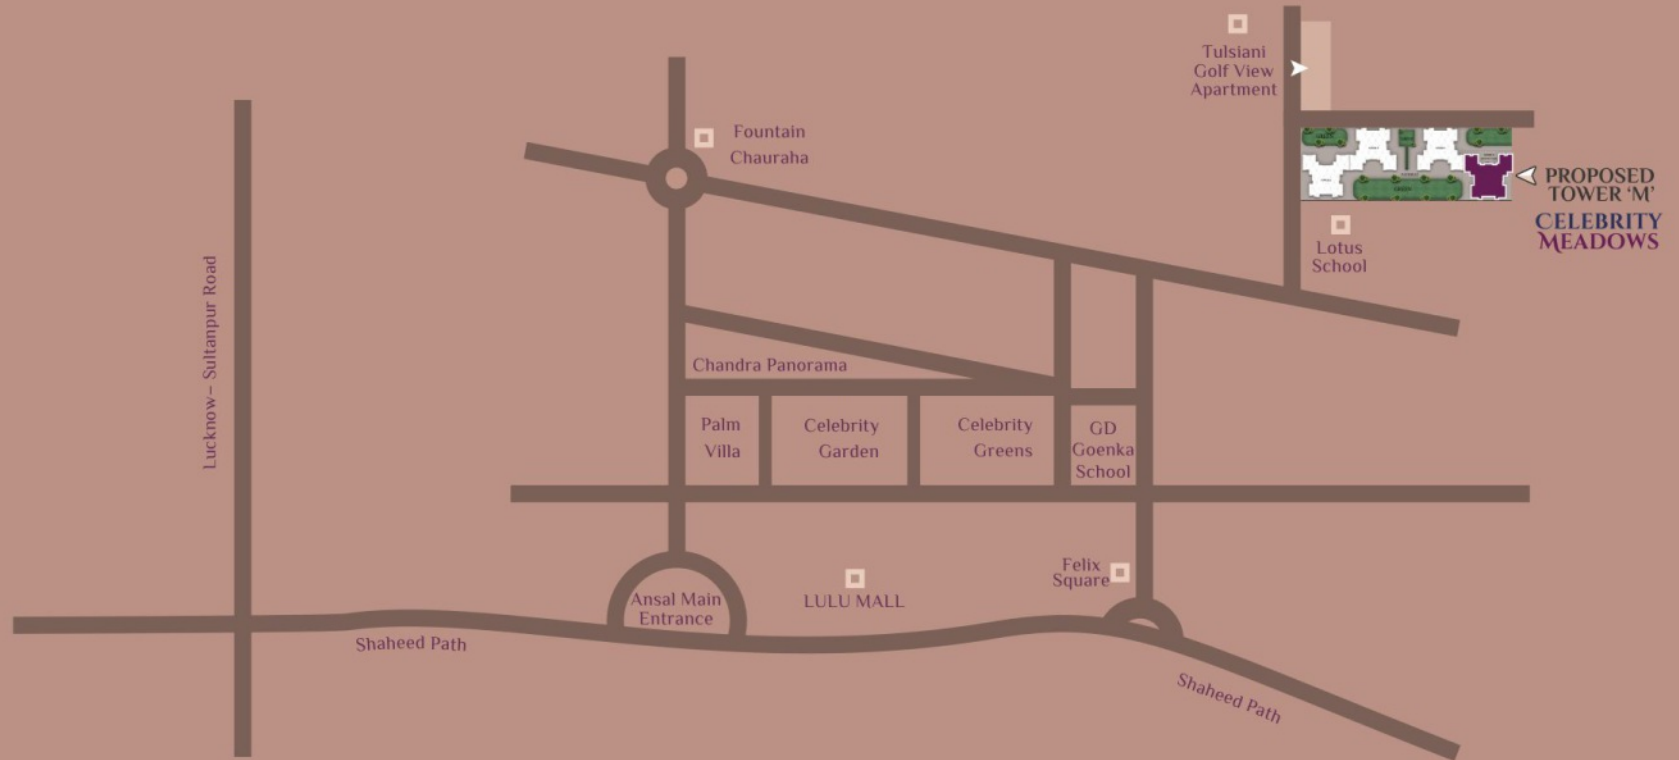 Tulsiani
Golf View
Apartment
Fountain
Chauraha
GREEN
PROPOSED
TOWER ‘M’
CELEBRITY
MEADOWS
Lotus
School
Lucknow– Sultanpur Road
Chandra Panorama
Palm
Villa
Celebrity
Garden
Celebrity
Greens
GD
Goenka
School
Felix
Square
LULU MALL
Ansal Main
Entrance
Shaheed Path
Shaheed Path